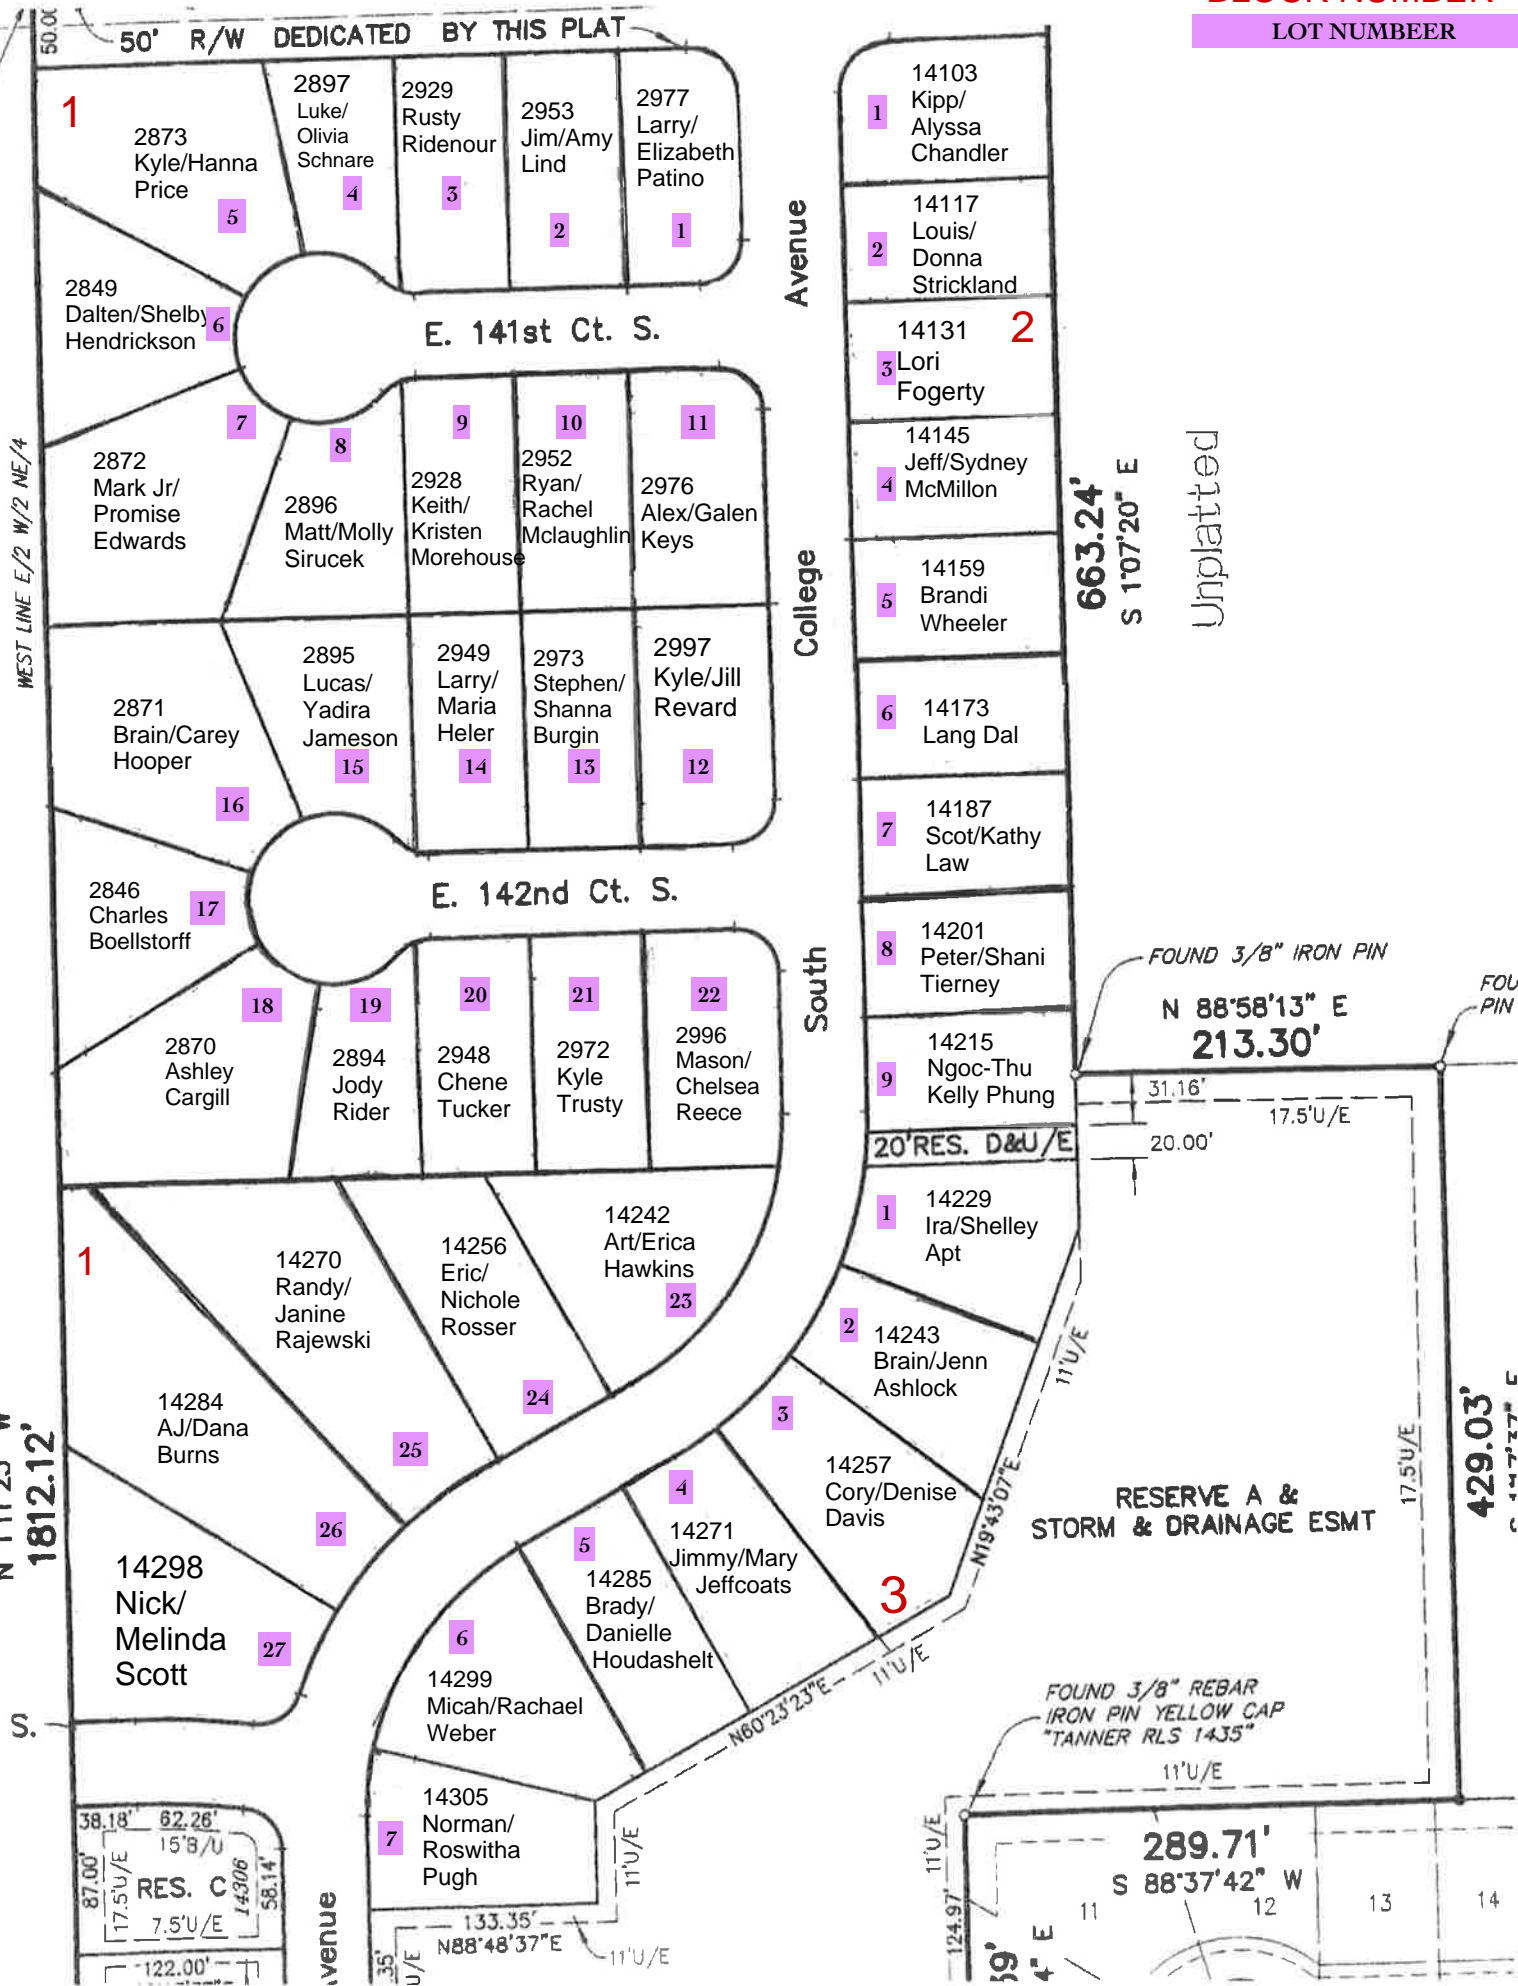 LOT NUMBEER
50.00
50' R/W DEDICATED BY THIS PLAT
1
2873
Kyle/Hanna
Price
5
2897
Luke/
Olivia
Schnare
4
2929
Rusty
Ridenour
3
2953
Jim/Amy
Lind
2
2977
Larry/
Elizabeth
Patino
1
2849
Dalten/Shelby
Hendrickson
6
E. 141st Ct. S.
7
2872
Mark Jr/
Promise
Edwards
8
2896
Matt/Molly
Sirucek
9
2928
Keith/
Kristen
Morehouse
10
2952
Ryan/
Rachel
Mclaughlin
11
2976
Alex/Galen
Keys
WEST LINE E/2 W/2 NE/4
2871
Brain/Carey
Hooper
16
2895
Lucas/
Yadira
Jameson
15
2949
Larry/
Maria
Heler
14
2973
Stephen/
Shanna
Burgin
13
2997
Kyle/Jill
Revard
12
2846
Charles
Boellstorff
17
E. 142nd Ct. S.
18
2870
Ashley
Cargill
19
2894
Jody
Rider
20
2948
Chene
Tucker
21
2972
Kyle
Trusty
22
2996
Mason/
Chelsea
Reece
South College Avenue
1
14103
Kipp/
Alyssa
Chandler
2
14117
Louis/
Donna
Strickland
2
3
14131
Lori
Fogerty
4
14145
Jeff/Sydney
McMillon
5
14159
Brandi
Wheeler
6
14173
Lang Dal
7
14187
Scot/Kathy
Law
8
14201
Peter/Shani
Tierney
9
14215
Ngoc-Thu
Kelly Phung
20'RES. D&U/E
663.24'
S 1°07'20" E
Unplatted
FOUND 3/8" IRON PIN
FOU
PIN
N 88°58'13" E
213.30'
31.16'
17.5'U/E
20.00'
1
14284
AJ/Dana
Burns
26
14270
Randy/
Janine
Rajewski
25
14256
Eric/
Nichole
Rosser
24
14242
Art/Erica
Hawkins
23
14298
Nick/
Melinda
Scott
27
1812.12'
1
14229
Ira/Shelley
Apt
2
14243
Brain/Jenn
Ashlock
3
14257
Cory/Denise
Davis
4
14271
Jimmy/Mary
Jeffcoats
5
14285
Brady/
Danielle
Houdashelt
3
6
14299
Micah/Rachael
Weber
7
14305
Norman/
Roswitha
Pugh
11'U/E
N19°43'07"E
11'U/E
N60°23'23"E
RESERVE A &
STORM & DRAINAGE ESMT
17.5'U/E
429.03'
FOUND 3/8" REBAR
IRON PIN YELLOW CAP
"TANNER RLS 1435"
11'U/E
S.
38.18'
62.26'
15'B/U
87.00'
17.5'U/E
RES. C
14306
58.14'
7.5'U/E
122.00'
Avenue
133.35'
N88°48'37"E
11'U/E
11'U/E
U/E
11'U/E
124.97'
289.71'
S 88°37'42" W
11
12
13
14